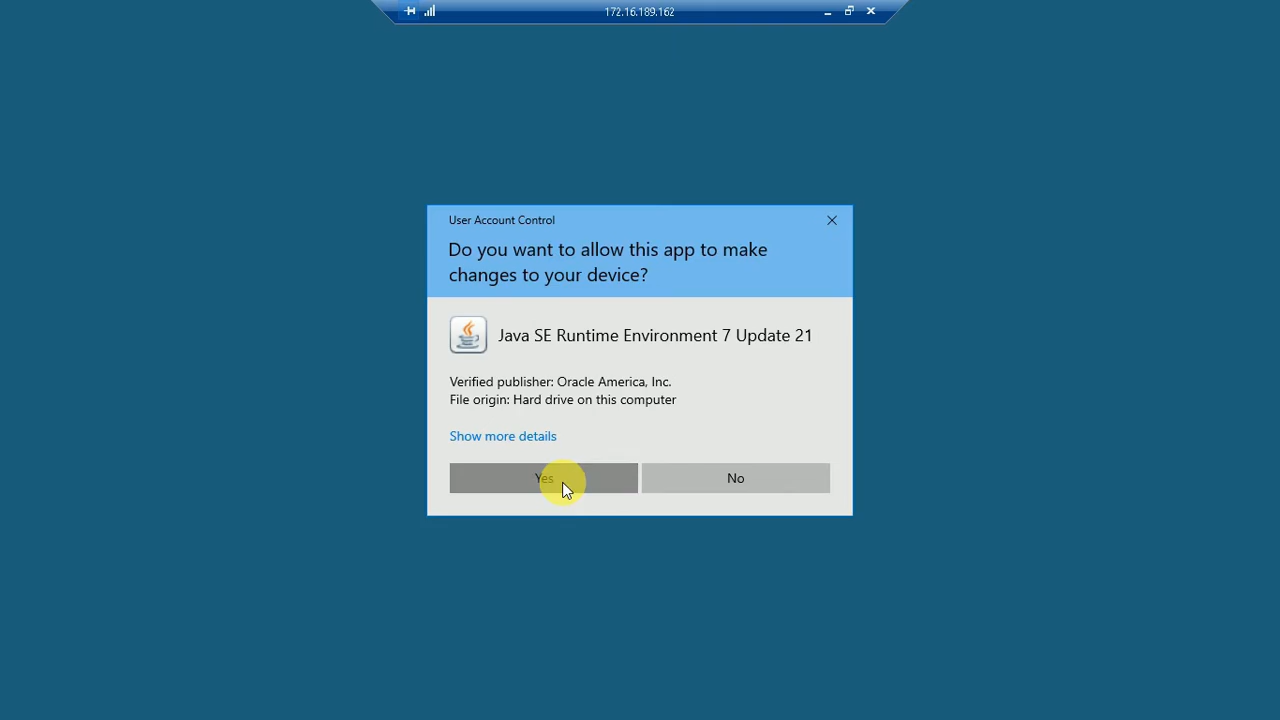 172.16.189.162
User Account Control
Do you want to allow this app to make
changes to your device?
Java SE Runtime Environment 7 Update 21
Verified publisher: Oracle America, Inc.
File origin: Hard drive on this computer
Show more details
Yes
No